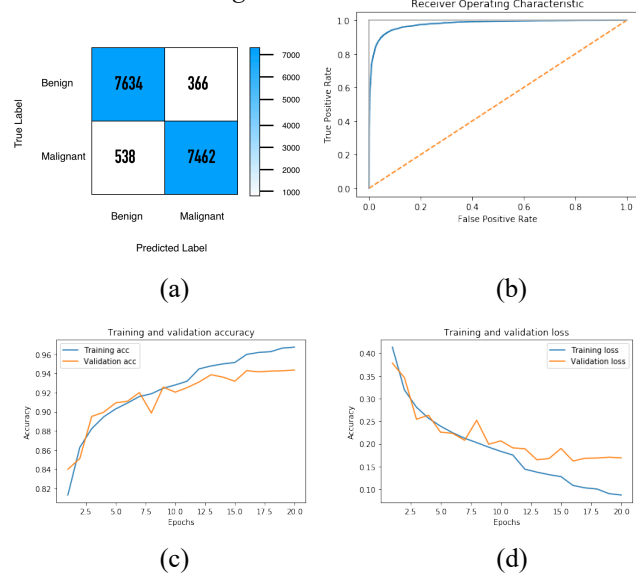 Receiver Operating Characteristic
True Label
Benign
7634
366
Malignant
538
7462
Benign
Malignant
Predicted Label
7000
6000
5000
4000
3000
2000
1000
True Positive Rate
1.0
0.8
0.6
0.4
0.2
0.0
0.0 0.2 0.4 0.6 0.8 1.0
False Positive Rate
(a)
(b)
Training and validation accuracy
Training acc
Validation acc
Accuracy
0.96
0.94
0.92
0.90
0.88
0.86
0.84
0.82
2.5 5.0 7.5 10.0 12.5 15.0 17.5 20.0
Epochs
Training and validation loss
Training loss
Validation loss
Accuracy
0.40
0.35
0.30
0.25
0.20
0.15
0.10
2.5 5.0 7.5 10.0 12.5 15.0 17.5 20.0
Epochs
(c)
(d)